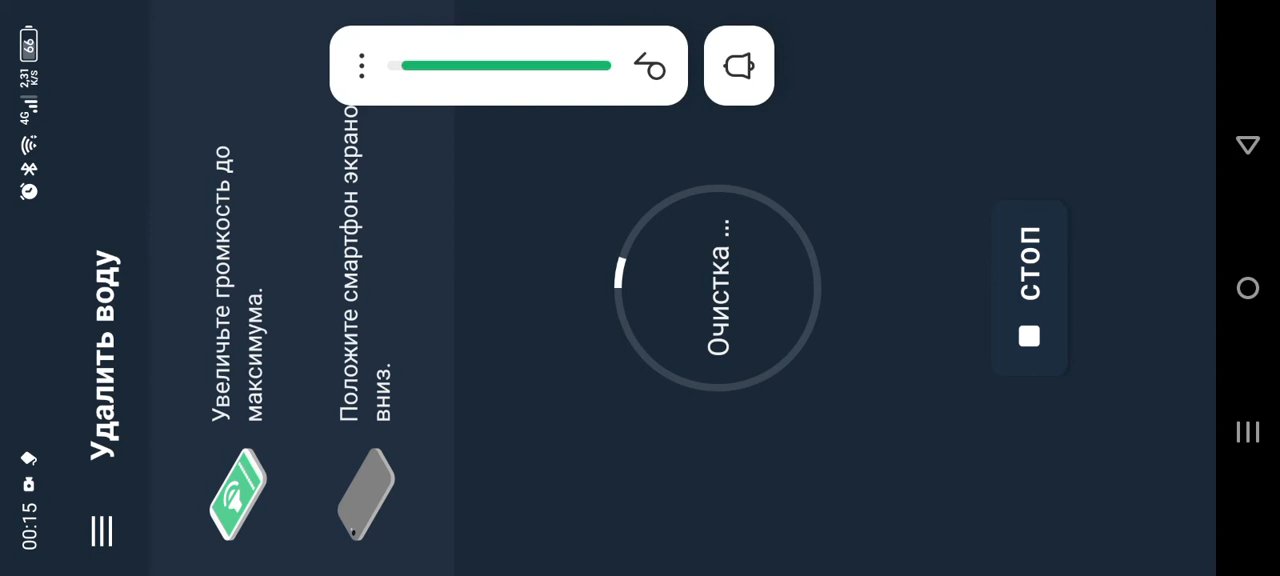 00:15
4G
2,31
K/S
66
Удалить воду
Увеличьте громкость до
максимума.
Положите смартфон экрано
вниз.
Очистка ...
СТОП